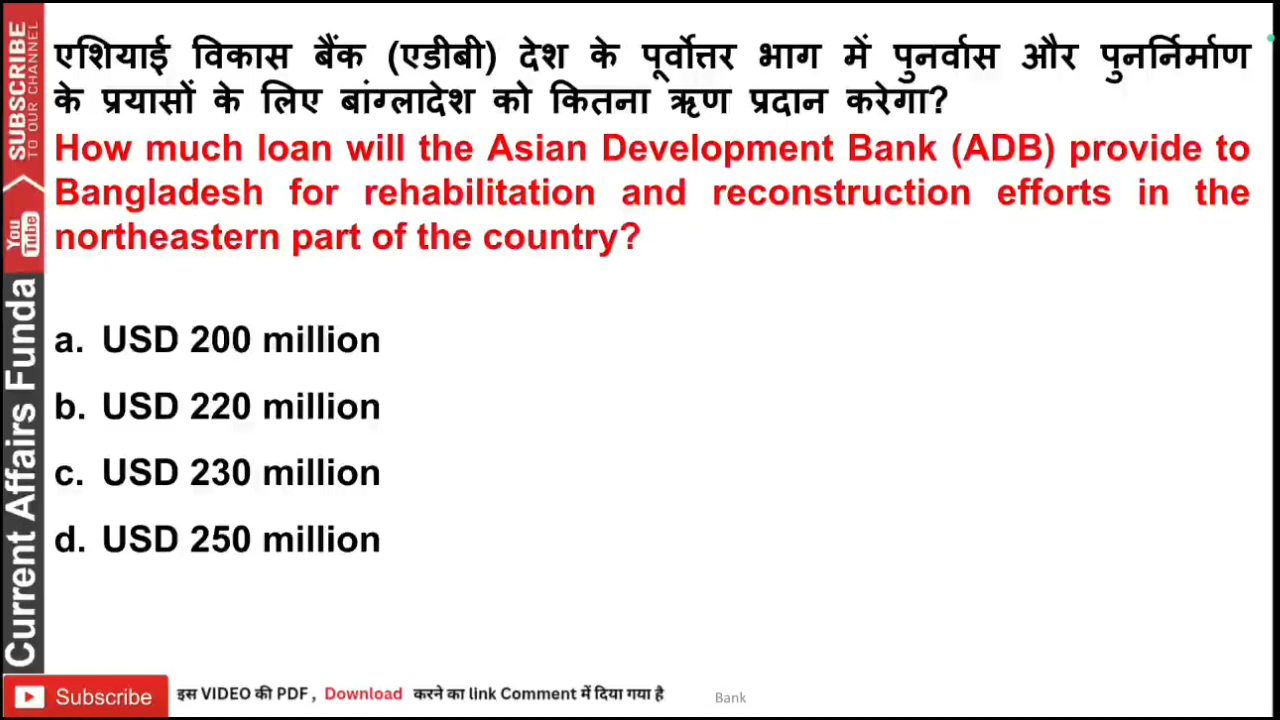 एशियाई विकास बैंक (एडीबी) देश के पूर्वोत्तर भाग में पुनर्वास और पुनर्निर्माण
के प्रयासों के लिए बांग्लादेश को कितना ऋण प्रदान करेगा?
How much loan will the Asian Development Bank (ADB) provide to
Bangladesh for rehabilitation and reconstruction efforts in the
northeastern part of the country?
a. USD 200 million
b. USD 220 million
c. USD 230 million
d. USD 250 million
SUBSCRIBE
TO OUR CHANNEL
You Tube
Current Affairs Funda
Subscribe
इस VIDEO की PDF , Download करने का link Comment में दिया गया है
Bank